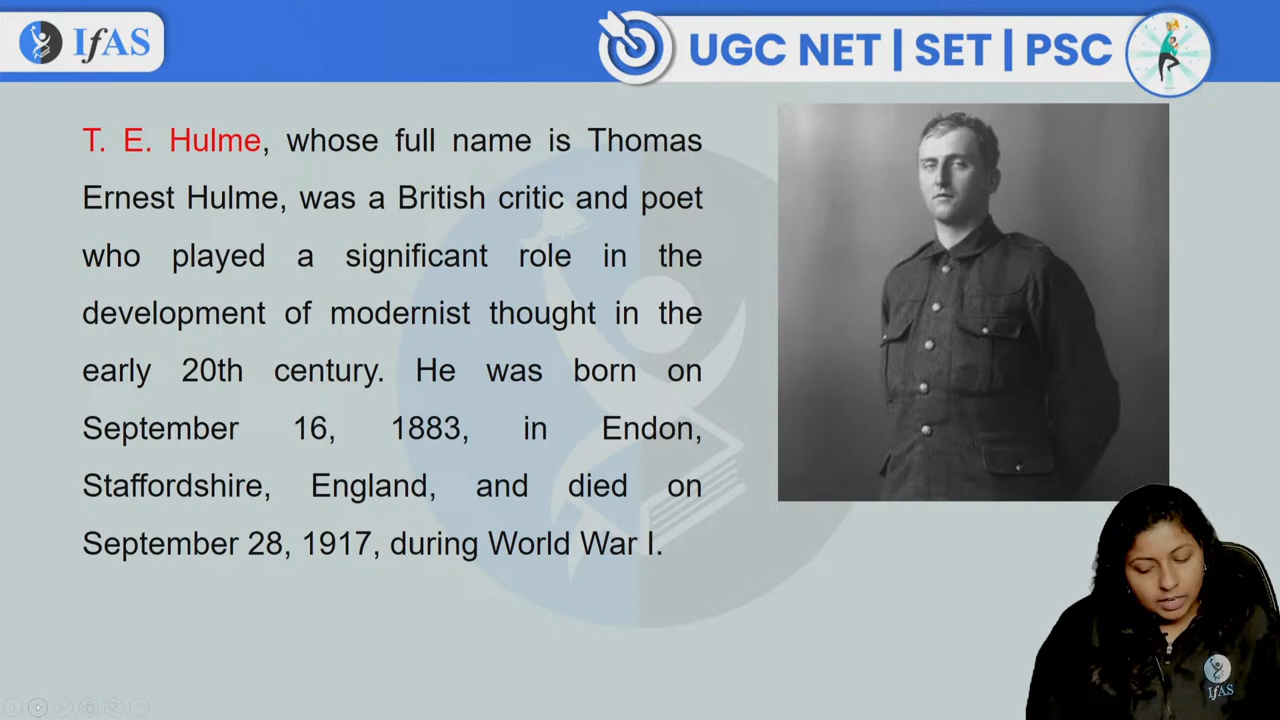 IfAS
UGC NET | SET | PSC
T. E. Hulme, whose full name is Thomas
Ernest Hulme, was a British critic and poet
who played a significant role in the
development of modernist thought in the
early 20th century. He was born on
September 16, 1883, in Endon,
Staffordshire, England, and died on
September 28, 1917, during World War I.
IfAS